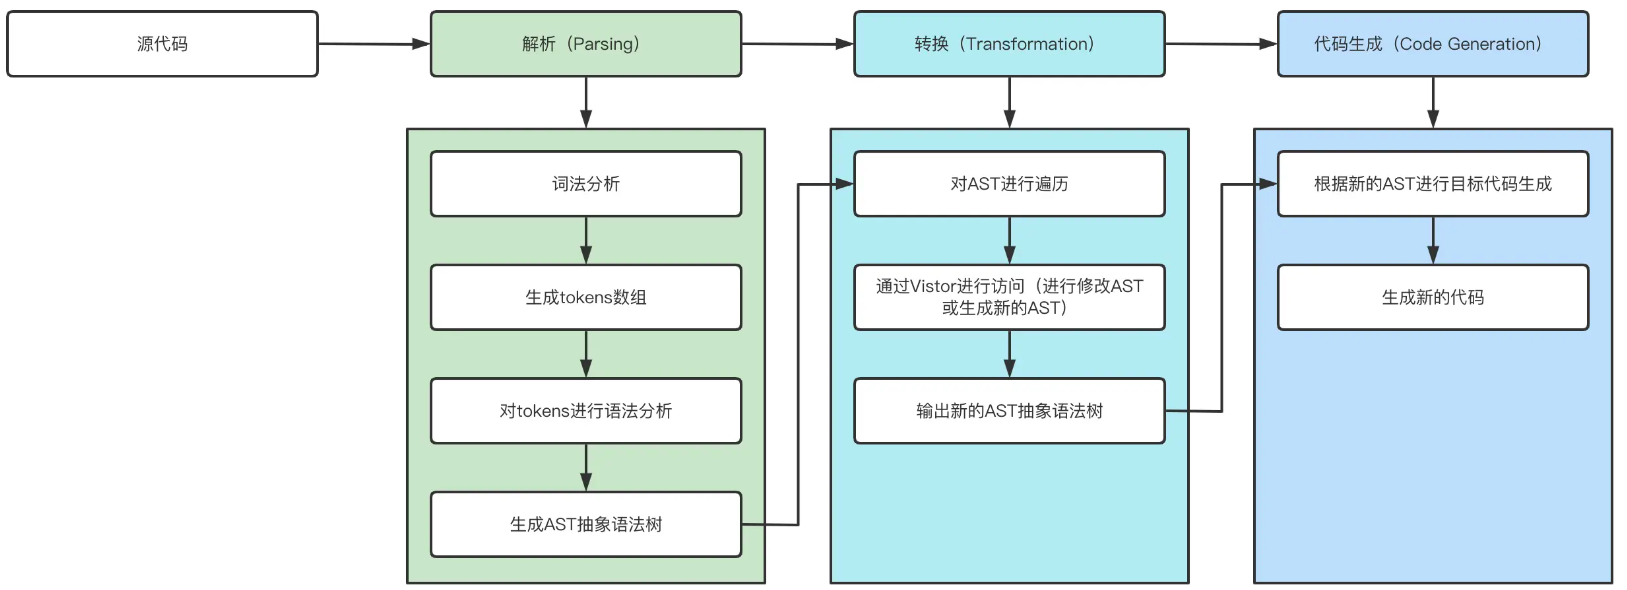 源代码
解析（Parsing）
转换（Transformation）
代码生成（Code Generation）
词法分析
生成tokens数组
对tokens进行语法分析
生成AST抽象语法树
对AST进行遍历
通过Vistor进行访问（进行修改AST
或生成新的AST）
输出新的AST抽象语法树
根据新的AST进行目标代码生成
生成新的代码